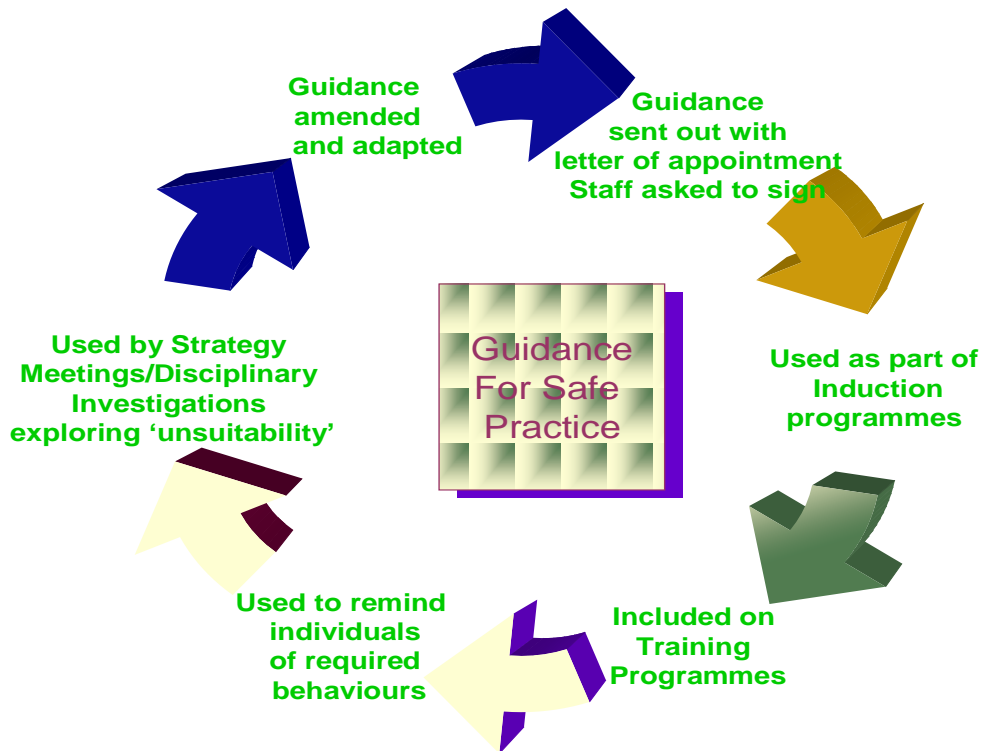 Guidance
amended
and adapted
Guidance
sent out with
letter of appointment
Staff asked to sign
Used as part of
Induction
programmes
Included on
Training
Programmes
Used to remind
individuals
of required
behaviours
Used by Strategy
Meetings/Disciplinary
Investigations
exploring ‘unsuitability’
Guidance
For Safe
Practice